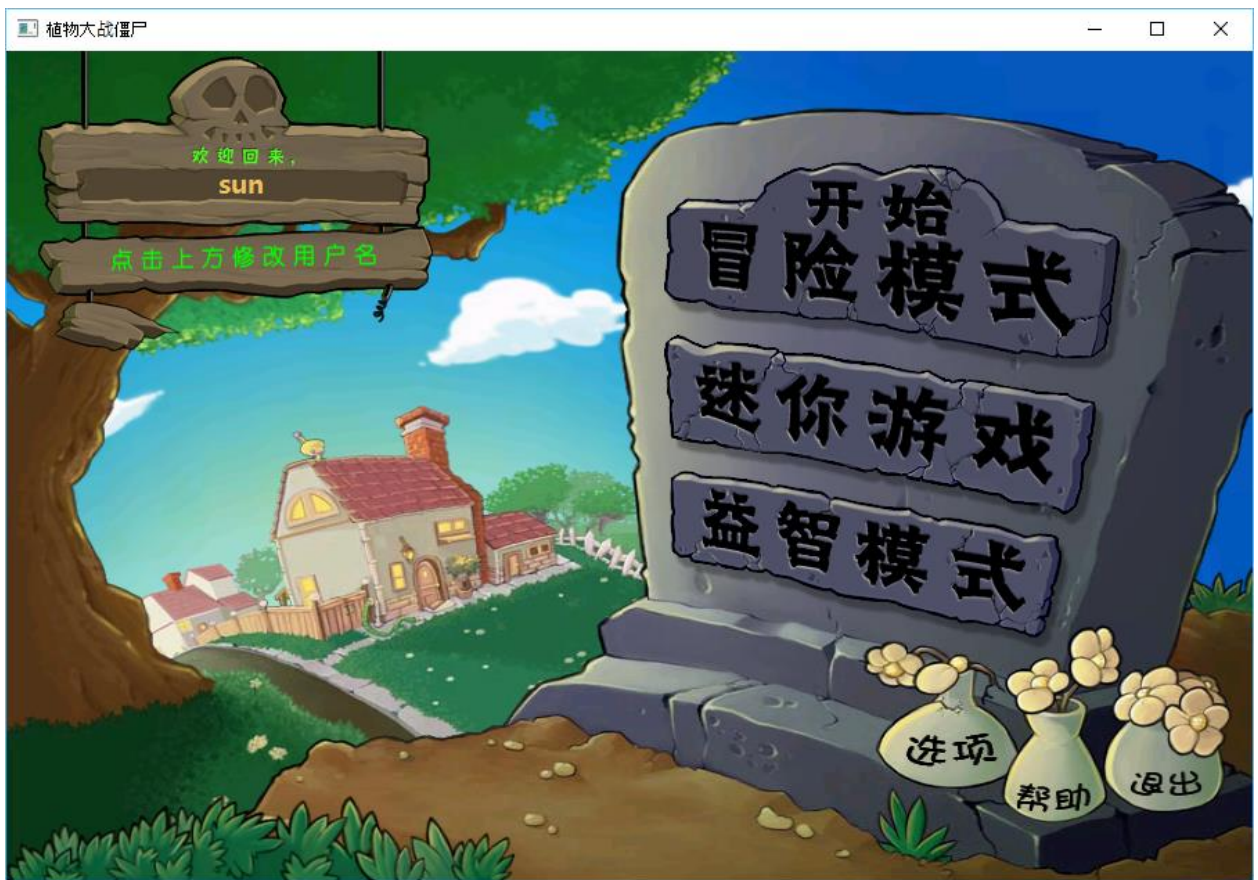 植物大战僵尸
欢迎回来,
sun
点击上方修改用户名
开始
冒险模式
迷你游戏
益智模式
选项
帮助
退出